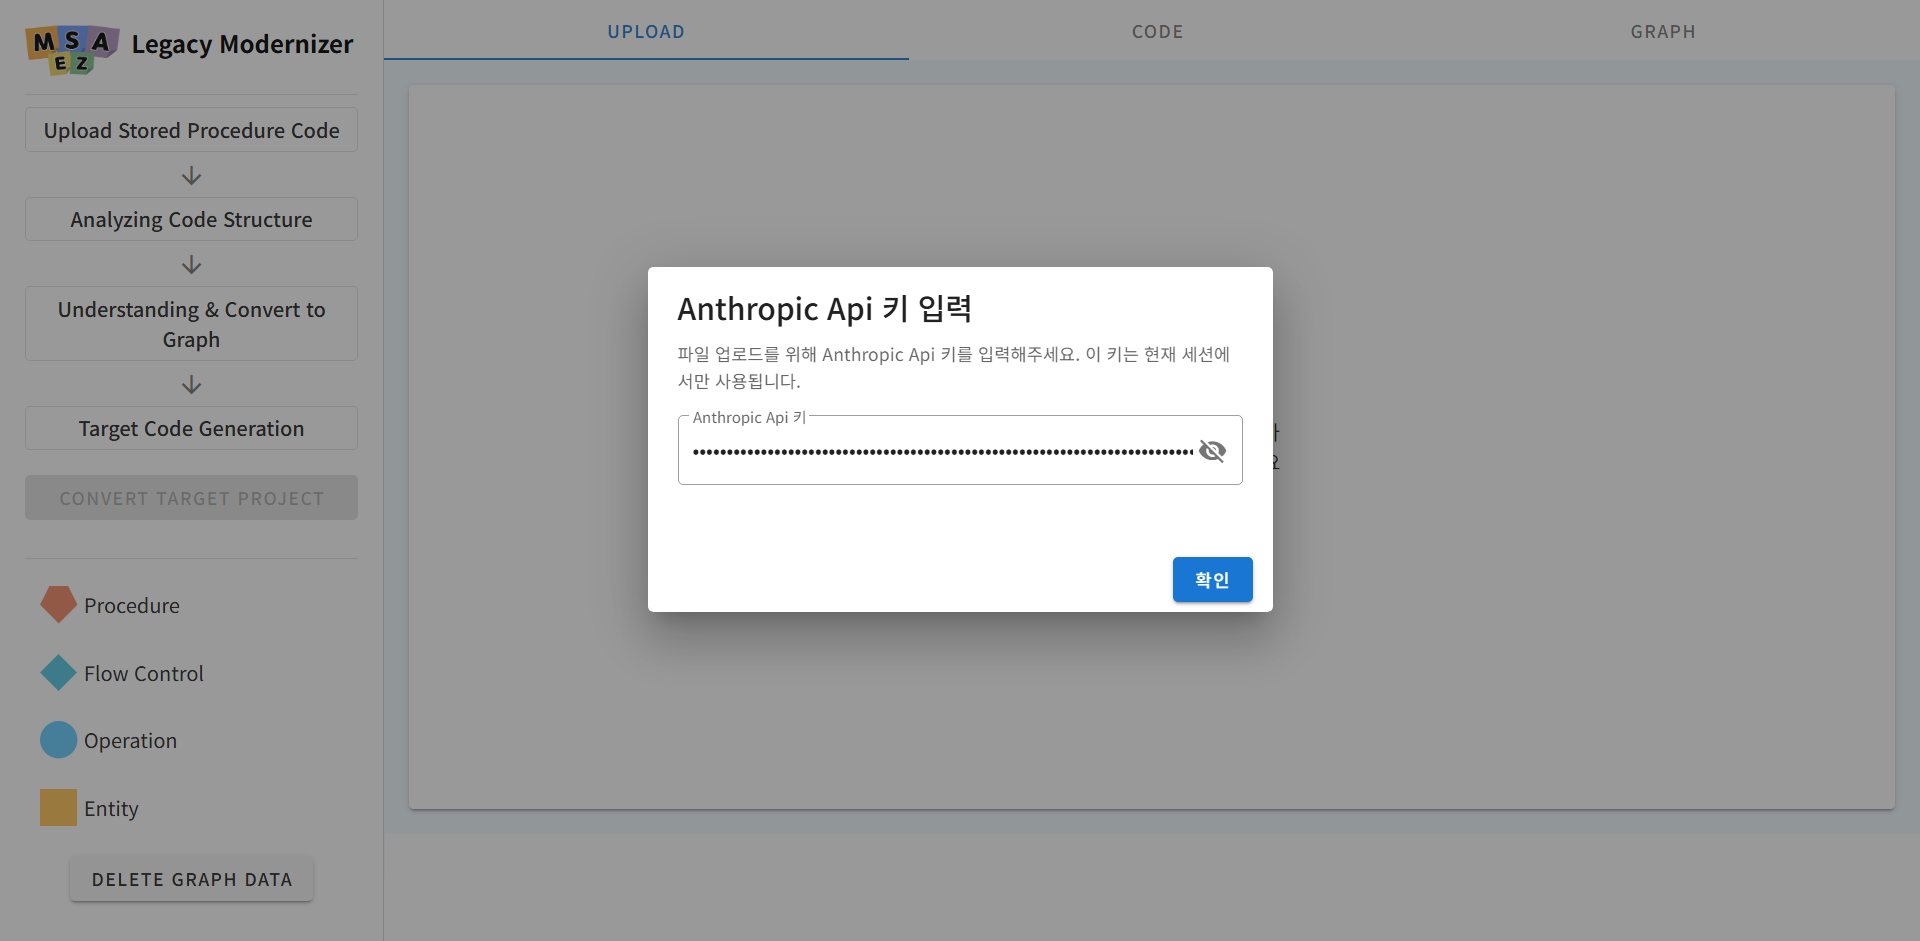 MSA
EZ
Legacy Modernizer
Upload Stored Procedure Code
Analyzing Code Structure
Understanding & Convert to
Graph
Target Code Generation
CONVERT TARGET PROJECT
Procedure
Flow Control
Operation
Entity
DELETE GRAPH DATA
UPLOAD
CODE
GRAPH
Anthropic Api 키 입력
파일 업로드를 위해 Anthropic Api 키를 입력해주세요. 이 키는 현재 세션에
서만 사용됩니다.
Anthropic Api 키
확인